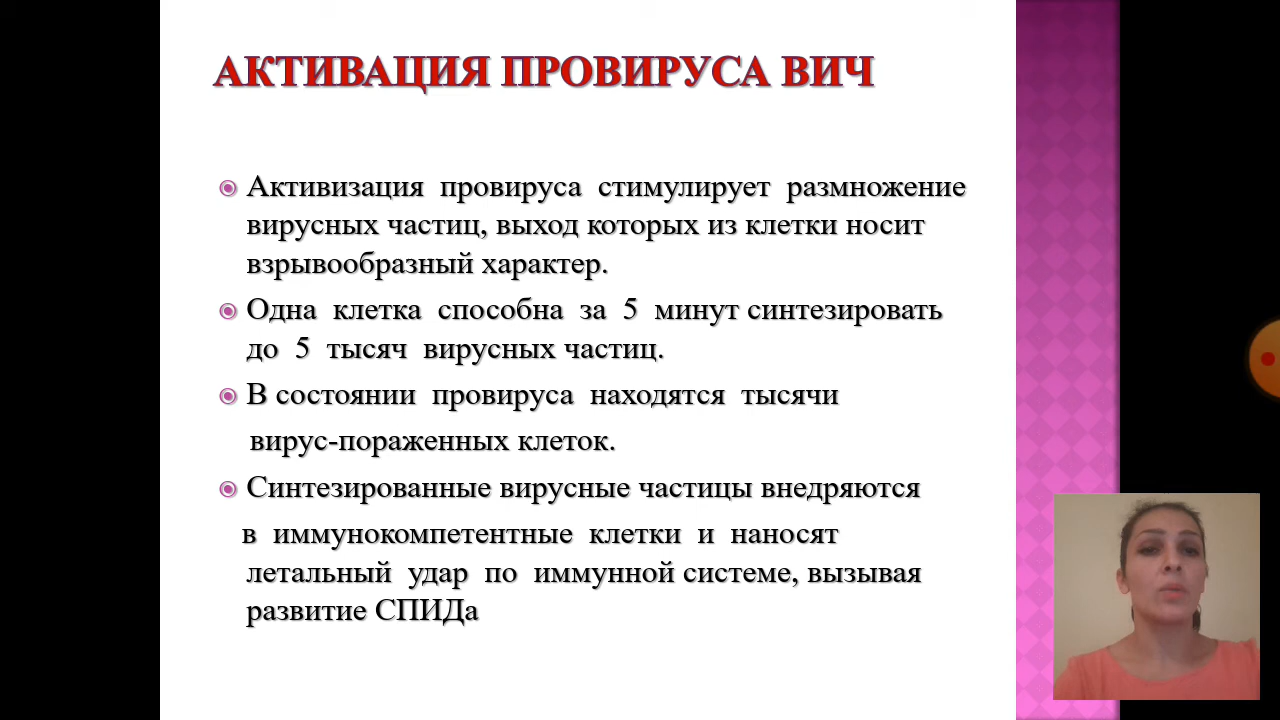 АКТИВАЦИЯ ПРОВИРУСА ВИЧ
Активизация провируса стимулирует размножение
вирусных частиц, выход которых из клетки носит
взрывообразный характер.
Одна клетка способна за 5 минут синтезировать
до 5 тысяч вирусных частиц.
В состоянии провируса находятся тысячи
вирус-пораженных клеток.
Синтезированные вирусные частицы внедряются
в иммунокомпетентные клетки и наносят
летальный удар по иммунной системе, вызывая
развитие СПИДа